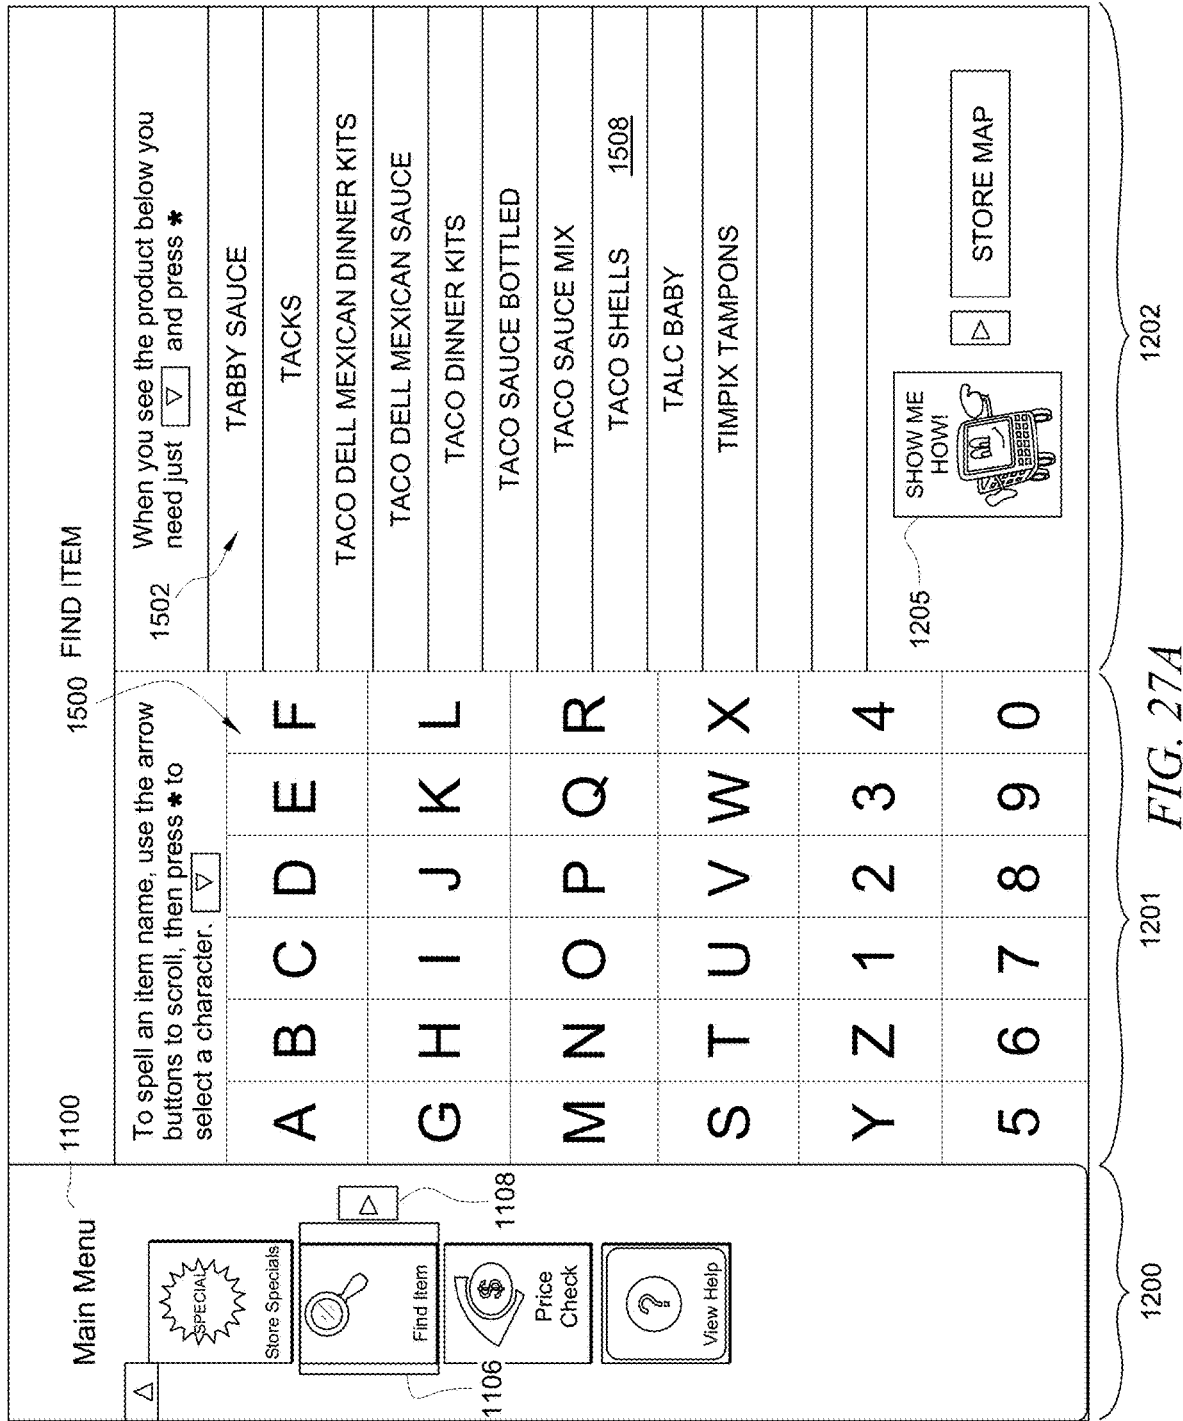 Main Menu
1100
SPECIAL
Store Specials
Find Item
1106
1108
Price
Check
$
?
View Help
1500
FIND ITEM
To spell an item name, use the arrow
buttons to scroll, then press * to
select a character.
A B C D E F
G H I J K L
M N O P Q R
S T U V W X
Y Z 1 2 3 4
5 6 7 8 9 0
1502
When you see the product below you
need just and press *
TABBY SAUCE
TACKS
TACO DELL MEXICAN DINNER KITS
TACO DELL MEXICAN SAUCE
TACO DINNER KITS
TACO SAUCE BOTTLED
TACO SAUCE MIX
TACO SHELLS
1508
TALC BABY
TIMPIX TAMPONS
1205
SHOW ME
HOW!
STORE MAP
1200
1201
1202
FIG. 27A